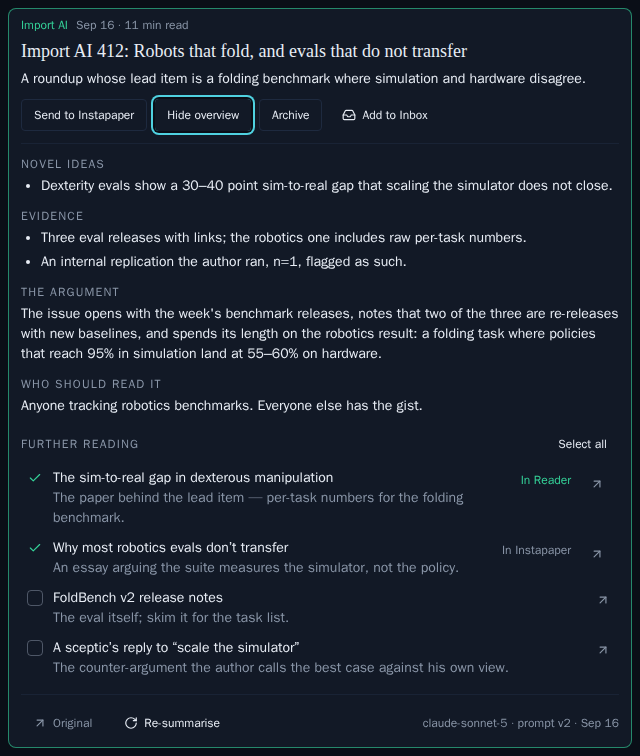 Import AI Sep 16 · 11 min read
Import AI 412: Robots that fold, and evals that do not transfer
A roundup whose lead item is a folding benchmark where simulation and hardware disagree.
Send to Instapaper Hide overview Archive Add to Inbox
NOVEL IDEAS
• Dexterity evals show a 30–40 point sim-to-real gap that scaling the simulator does not close.
EVIDENCE
• Three eval releases with links; the robotics one includes raw per-task numbers.
• An internal replication the author ran, n=1, flagged as such.
THE ARGUMENT
The issue opens with the week's benchmark releases, notes that two of the three are re-releases
with new baselines, and spends its length on the robotics result: a folding task where policies
that reach 95% in simulation land at 55–60% on hardware.
WHO SHOULD READ IT
Anyone tracking robotics benchmarks. Everyone else has the gist.
FURTHER READING Select all
The sim-to-real gap in dexterous manipulation In Reader
The paper behind the lead item — per-task numbers for the folding
benchmark.
Why most robotics evals don't transfer In Instapaper
An essay arguing the suite measures the simulator, not the policy.
FoldBench v2 release notes
The eval itself; skim it for the task list.
A sceptic's reply to “scale the simulator”
The counter-argument the author calls the best case against his own view.
Original Re-summarise claude-sonnet-5 · prompt v2 · Sep 16